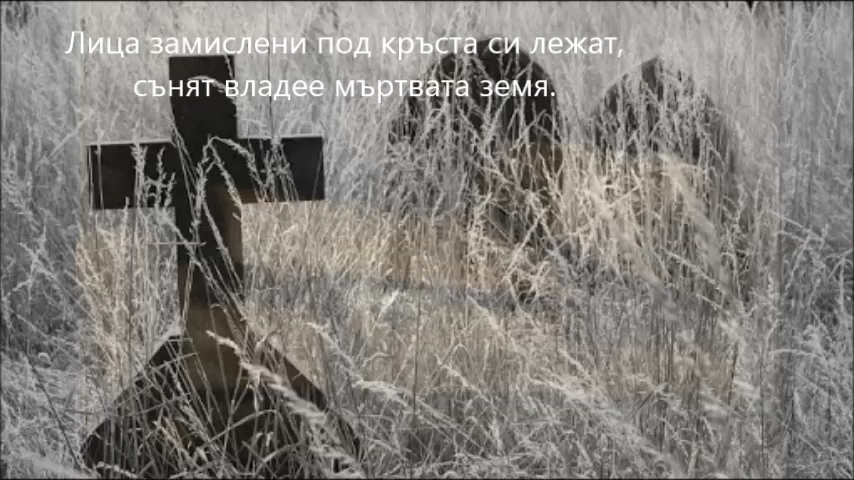 Лица замислени под кръста си лежат,
сънят владее мъртвата земя.